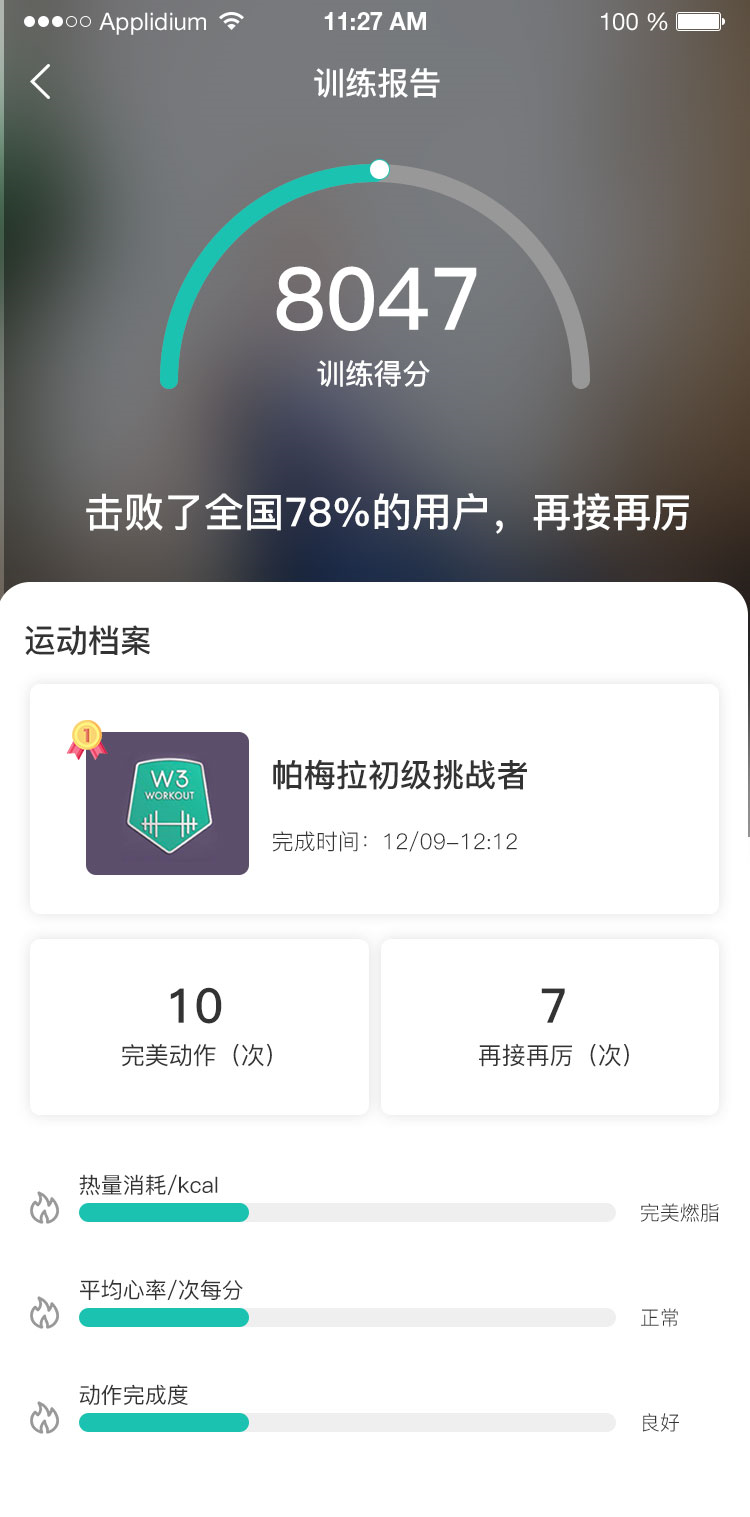 Applidium 11:27 AM 100 %
训练报告
8047
训练得分
击败了全国78%的用户，再接再厉
运动档案
1
W3
WORKOUT
帕梅拉初级挑战者
完成时间：12/09-12:12
10
完美动作（次）
7
再接再厉（次）
热量消耗/kcal
完美燃脂
平均心率/次每分
正常
动作完成度
良好